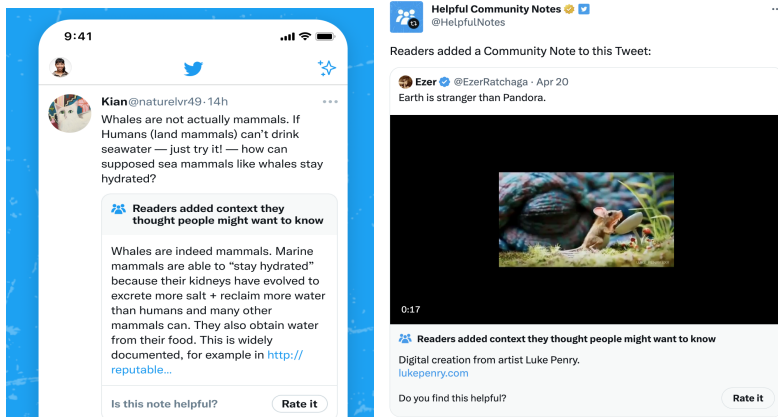 9:41
Kian@naturelvr49·14h
Whales are not actually mammals. If
Humans (land mammals) can't drink
seawater — just try it! — how can
supposed sea mammals like whales stay
hydrated?
Readers added context they
thought people might want to know
Whales are indeed mammals. Marine
mammals are able to “stay hydrated”
because their kidneys have evolved to
excrete more salt + reclaim more water
than humans and many other
mammals can. They also obtain water
from their food. This is widely
documented, for example in http://
reputable...
Is this note helpful?
Rate it
Helpful Community Notes
@HelpfulNotes
Readers added a Community Note to this Tweet:
Ezer @EzerRatchaga · Apr 20
Earth is stranger than Pandora.
0:17
Readers added context they thought people might want to know
Digital creation from artist Luke Penry.
lukepenry.com
Do you find this helpful?
Rate it